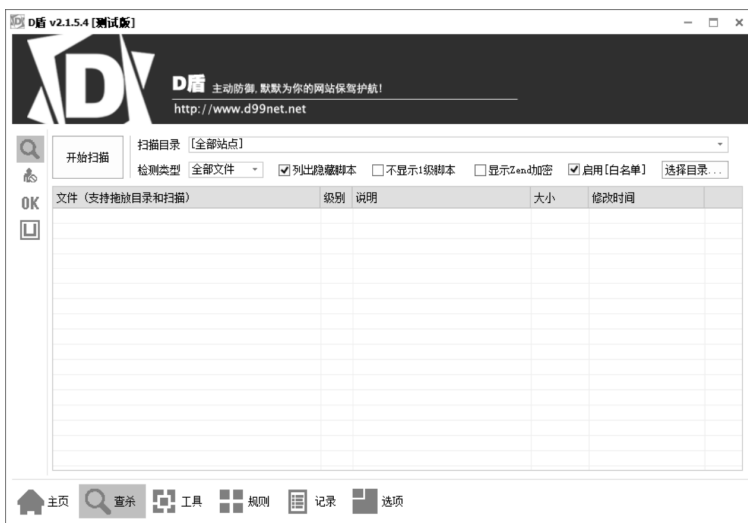 D盾 v2.1.5.4 [测试版]
D盾 主动防御,默默为你的网站保驾护航!
http://www.d99net.net
开始扫描
扫描目录 [全部站点]
检测类型 全部文件 列出隐藏脚本 不显示1级脚本 显示Zend加密 启用[白名单] 选择目录...
OK
文件 (支持拖放目录和扫描) 级别 说明 大小 修改时间
主页 查杀 工具 规则 记录 选项